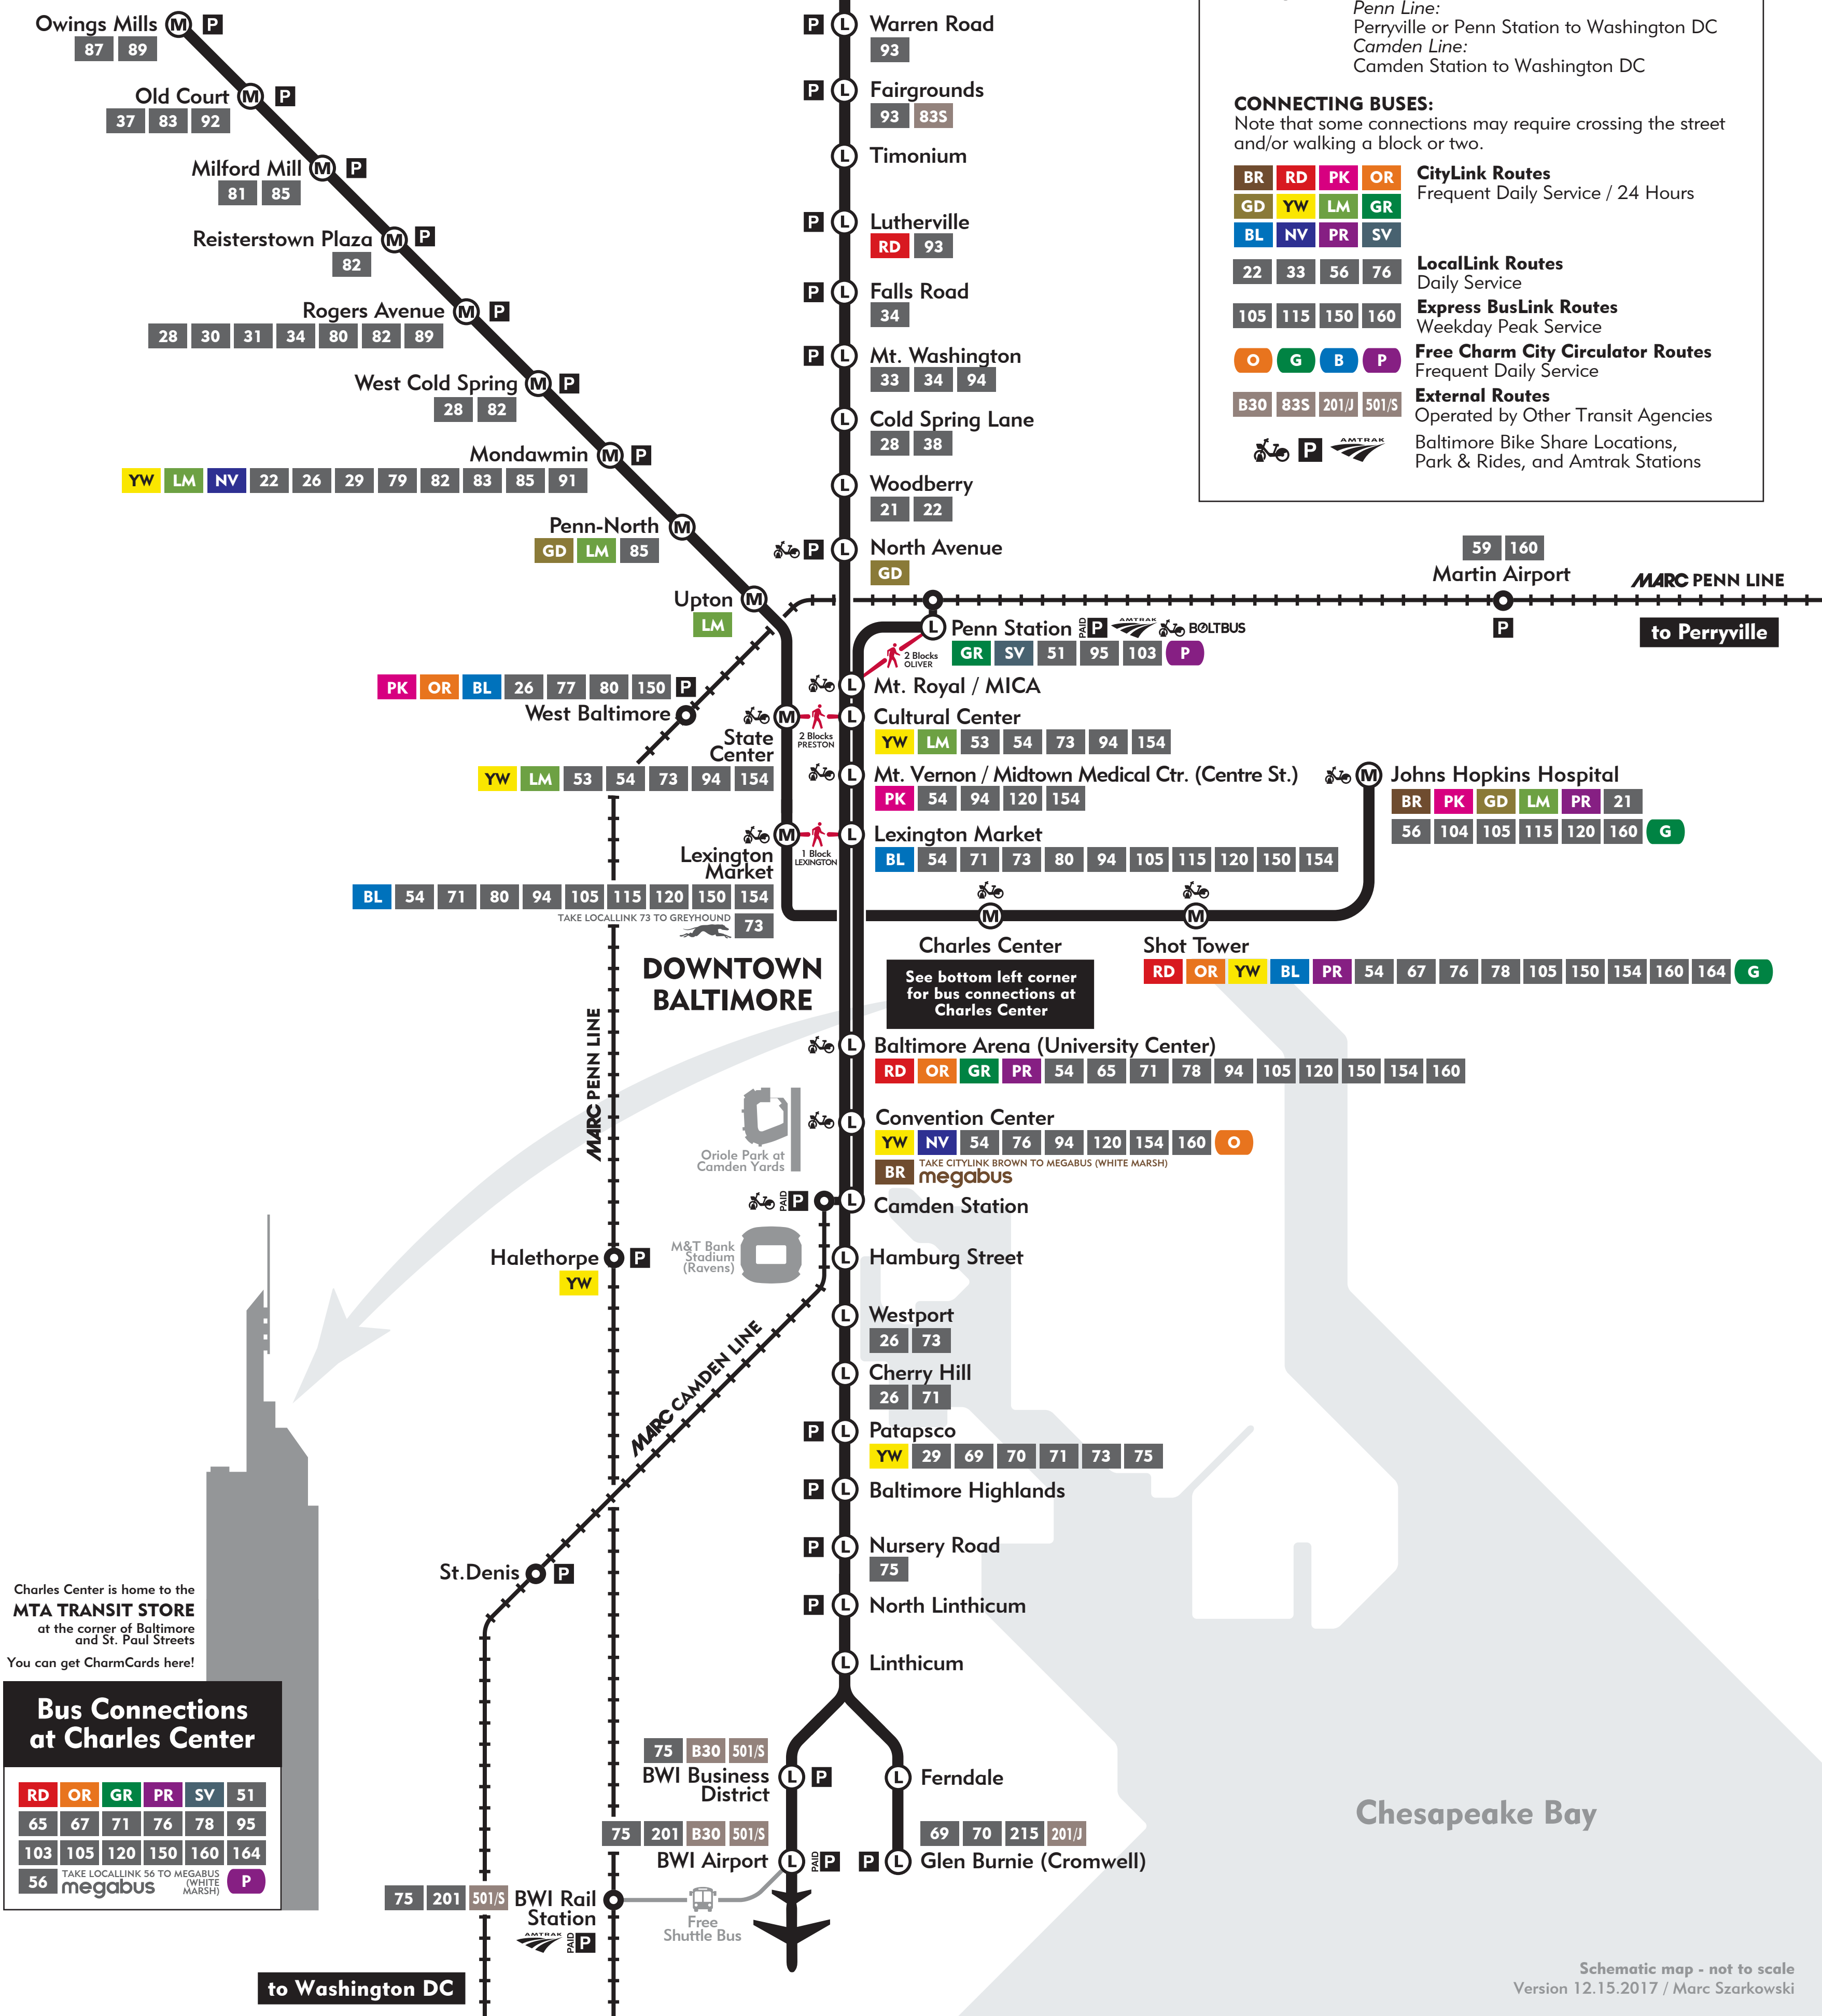 Owings Mills M P
87 89
Old Court M P
37 83 92
Milford Mill M P
81 85
Reisterstown Plaza M P
82
Rogers Avenue M P
28 30 31 34 80 82 89
West Cold Spring M P
28 82
Mondawmin M P
YW LM NV 22 26 29 79 82 83 85 91
Penn-North M
GD LM 85
Upton M
LM
PK OR BL 26 77 80 150 P
West Baltimore
M
State
Center
2 Blocks
PRESTON
YW LM 53 54 73 94 154
M
Lexington
Market
1 Block
LEXINGTON
BL 54 71 80 94 105 115 120 150 154
TAKE LOCALLINK 73 TO GREYHOUND
73
P L Warren Road
93
P L Fairgrounds
93 83S
L Timonium
P L Lutherville
RD 93
P L Falls Road
34
P L Mt. Washington
33 34 94
L Cold Spring Lane
28 38
L Woodberry
21 22
P L North Avenue
GD
L Penn Station PAID P AMTRAK BOLTBUS
2 Blocks
OLIVER
GR SV 51 95 103 P
L Mt. Royal / MICA
L Cultural Center
YW LM 53 54 73 94 154
L Mt. Vernon / Midtown Medical Ctr. (Centre St.)
PK 54 94 120 154
L Lexington Market
BL 54 71 73 80 94 105 115 120 150 154
M Johns Hopkins Hospital
BR PK GD LM PR 21
56 104 105 115 120 160 G
M
Charles Center
See bottom left corner
for bus connections at
Charles Center
M
Shot Tower
RD OR YW BL PR 54 67 76 78 105 150 154 160 164 G
DOWNTOWN
BALTIMORE
L Baltimore Arena (University Center)
RD OR GR PR 54 65 71 78 94 105 120 150 154 160
L Convention Center
YW NV 54 76 94 120 154 160 O
BR TAKE CITYLINK BROWN TO MEGABUS (WHITE MARSH)
megabus
Oriole Park at
Camden Yards
PAID P L Camden Station
M&T Bank
Stadium
(Ravens)
L Hamburg Street
L Westport
26 73
L Cherry Hill
26 71
P L Patapsco
YW 29 69 70 71 73 75
P L Baltimore Highlands
P L Nursery Road
75
P L North Linthicum
L Linthicum
75 B30 501/S
BWI Business
District
L P
L Ferndale
75 201 B30 501/S
BWI Airport L PAID P
69 70 215 201/J
P L Glen Burnie (Cromwell)
75 201 501/S BWI Rail
Station
AMTRAK PAID P
Free
Shuttle Bus
MARC PENN LINE
Halethorpe P
YW
MARC CAMDEN LINE
St.Denis P
to Washington DC
59 160
Martin Airport
P
MARC PENN LINE
to Perryville
Penn Line:
Perryville or Penn Station to Washington DC
Camden Line:
Camden Station to Washington DC
CONNECTING BUSES:
Note that some connections may require crossing the street
and/or walking a block or two.
BR RD PK OR
GD YW LM GR
BL NV PR SV
CityLink Routes
Frequent Daily Service / 24 Hours
22 33 56 76
LocalLink Routes
Daily Service
105 115 150 160
Express BusLink Routes
Weekday Peak Service
O G B P
Free Charm City Circulator Routes
Frequent Daily Service
B30 83S 201/J 501/S
External Routes
Operated by Other Transit Agencies
P AMTRAK
Baltimore Bike Share Locations,
Park & Rides, and Amtrak Stations
Charles Center is home to the
MTA TRANSIT STORE
at the corner of Baltimore
and St. Paul Streets
You can get CharmCards here!
Bus Connections
at Charles Center
RD OR GR PR SV 51
65 67 71 76 78 95
103 105 120 150 160 164
56 TAKE LOCALLINK 56 TO MEGABUS
megabus (WHITE
MARSH)
P
Chesapeake Bay
Schematic map - not to scale
Version 12.15.2017 / Marc Szarkowski